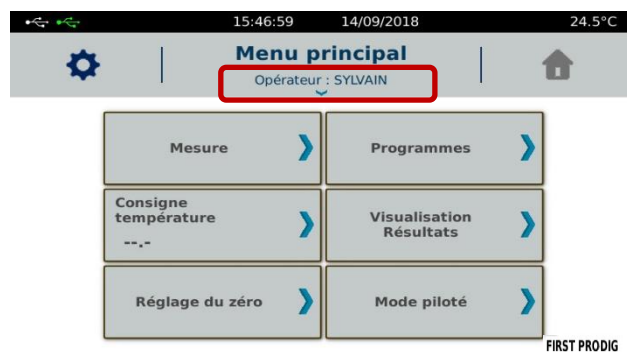 15:46:59 14/09/2018 24.5°C
Menu principal
Opérateur : SYLVAIN
Mesure
Programmes
Consigne
température
--.-
Visualisation
Résultats
Réglage du zéro
Mode piloté
FIRST PRODIG